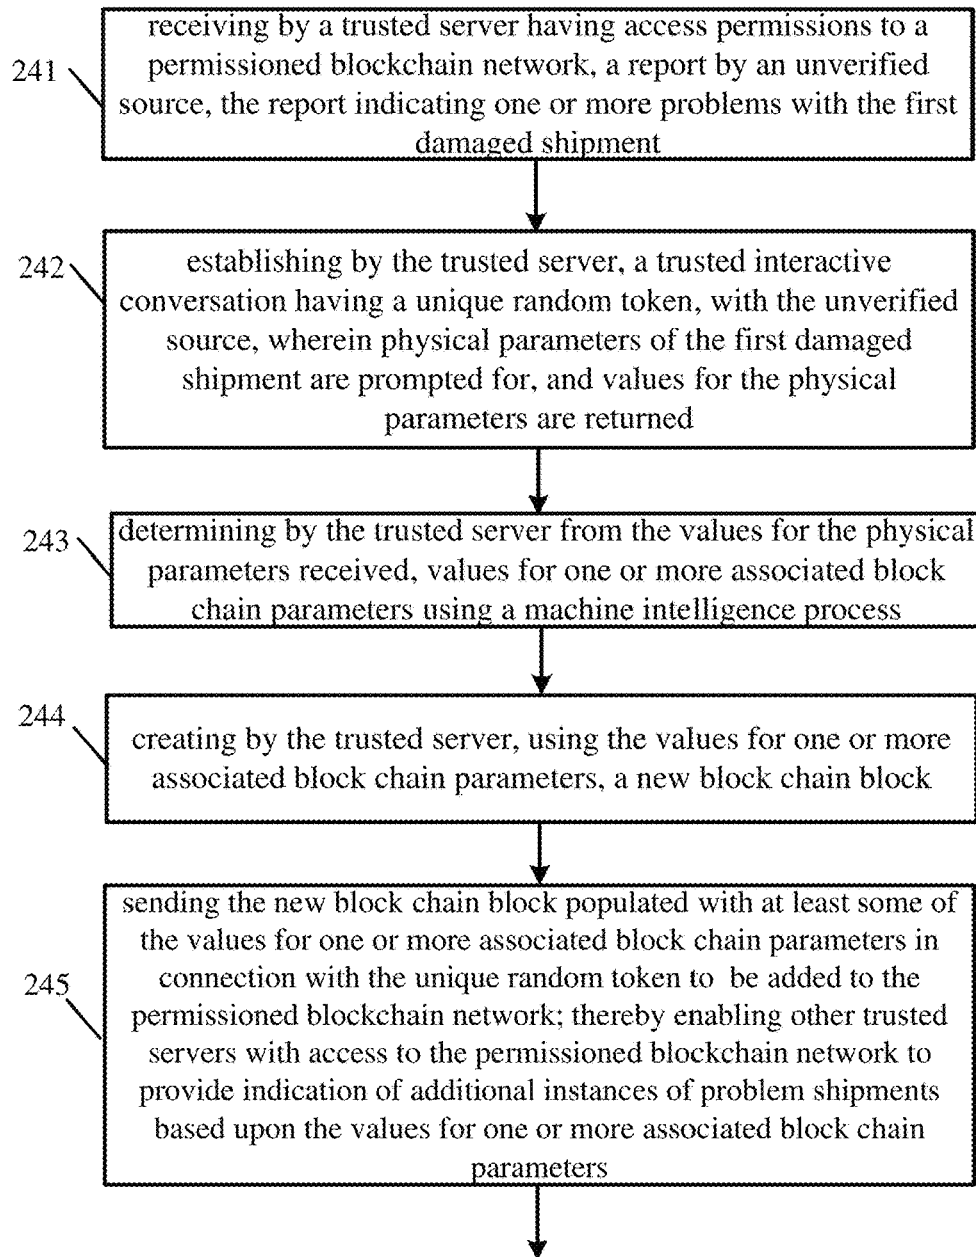 241
receiving by a trusted server having access permissions to a
permissioned blockchain network, a report by an unverified
source, the report indicating one or more problems with the first
damaged shipment
242
establishing by the trusted server, a trusted interactive
conversation having a unique random token, with the unverified
source, wherein physical parameters of the first damaged
shipment are prompted for, and values for the physical
parameters are returned
243
determining by the trusted server from the values for the physical
parameters received, values for one or more associated block
chain parameters using a machine intelligence process
244
creating by the trusted server, using the values for one or more
associated block chain parameters, a new block chain block
245
sending the new block chain block populated with at least some of
the values for one or more associated block chain parameters in
connection with the unique random token to be added to the
permissioned blockchain network; thereby enabling other trusted
servers with access to the permissioned blockchain network to
provide indication of additional instances of problem shipments
based upon the values for one or more associated block chain
parameters